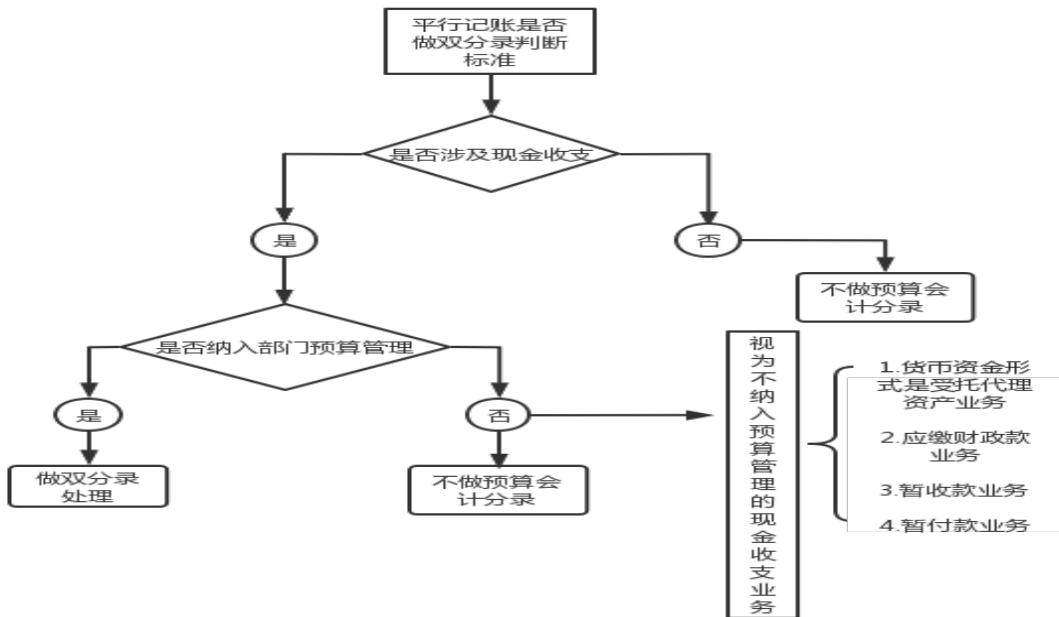 平行记账是否
做双分录判断
标准
是否涉及现金收支
是
否
不做预算会
计分录
是否纳入部门预算管理
是
否
做双分录
处理
不做预算会
计分录
视
为
不
纳
入
预
算
管
理
的
现
金
收
支
业
务
1.货币资金形
式是受托代理
资产业务
2.应缴财政款
业务
3.暂收款业务
4.暂付款业务